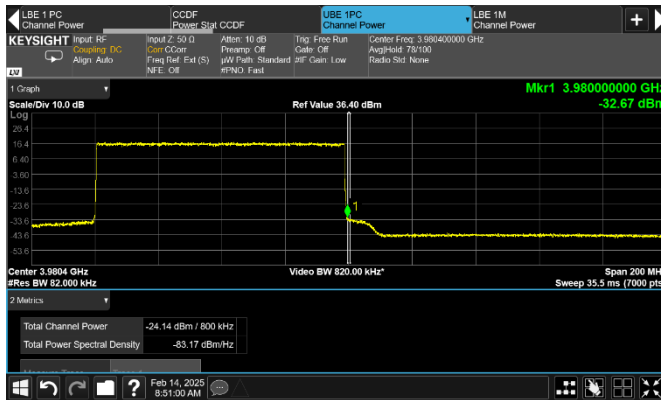 LBE 1 PC
Channel Power
CCDF
Power Stat CCDF
UBE 1PC
Channel Power
LBE 1M
Channel Power
+
KEYSIGHT
Input: RF
Coupling: DC
Align: Auto
Input Z: 50 Ω
Corr CCorr
Freq Ref: Ext (S)
NFE: Off
Atten: 10 dB
Preamp: Off
µW Path: Standard
#PNO: Fast
Trig: Free Run
Gate: Off
#IF Gain: Low
Center Freq: 3.980400000 GHz
Avg|Hold: 78/100
Radio Std: None
1 Graph
Mkr1 3.980000000 GHz
Scale/Div 10.0 dB
Ref Value 36.40 dBm
-32.67 dBm
Log
26.4
16.4
6.40
-3.60
-13.6
-23.6
-33.6
-43.6
-53.6
1
Center 3.9804 GHz
Video BW 820.00 kHz*
Span 200 MH
#Res BW 82.000 kHz
Sweep 35.5 ms (7000 pts
2 Metrics
Total Channel Power
-24.14 dBm / 800 kHz
Total Power Spectral Density
-83.17 dBm/Hz
?
Feb 14, 2025
8:51:00 AM